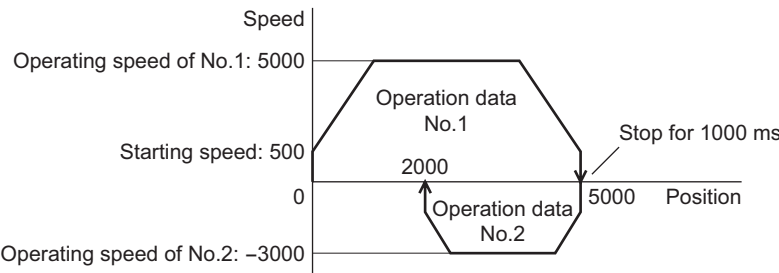 Speed
Operating speed of No.1: 5000
Operation data
No.1
Stop for 1000 ms
Starting speed: 500
2000
0
5000
Position
Operation data
No.2
Operating speed of No.2: −3000